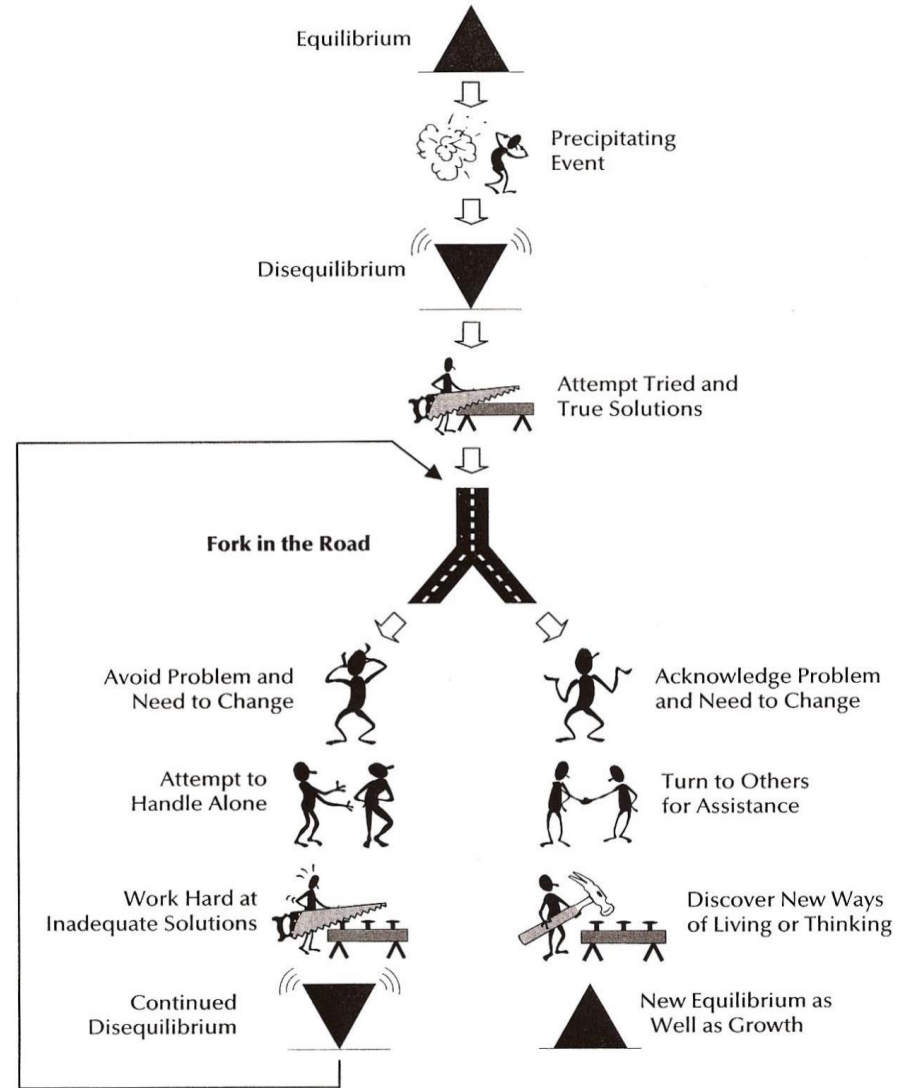 Equilibrium
Precipitating
Event
Disequilibrium
Attempt Tried and
True Solutions
Fork in the Road
Avoid Problem and
Need to Change
Acknowledge Problem
and Need to Change
Attempt to
Handle Alone
Turn to Others
for Assistance
Work Hard at
Inadequate Solutions
Discover New Ways
of Living or Thinking
Continued
Disequilibrium
New Equilibrium as
Well as Growth